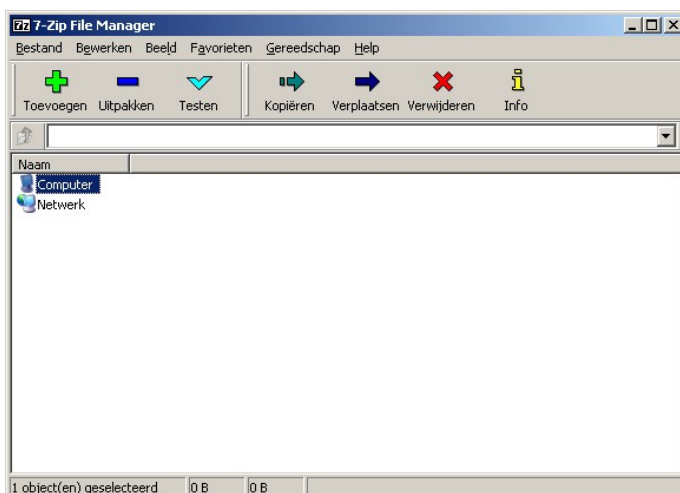 7-Zip File Manager
Bestand Bewerken Beeld Favorieten Gereedschap Help
Toevoegen Uitpakken Testen Kopiëren Verplaatsen Verwijderen Info
Naam
Computer
Netwerk
1 object(en) geselecteerd 0 B 0 B